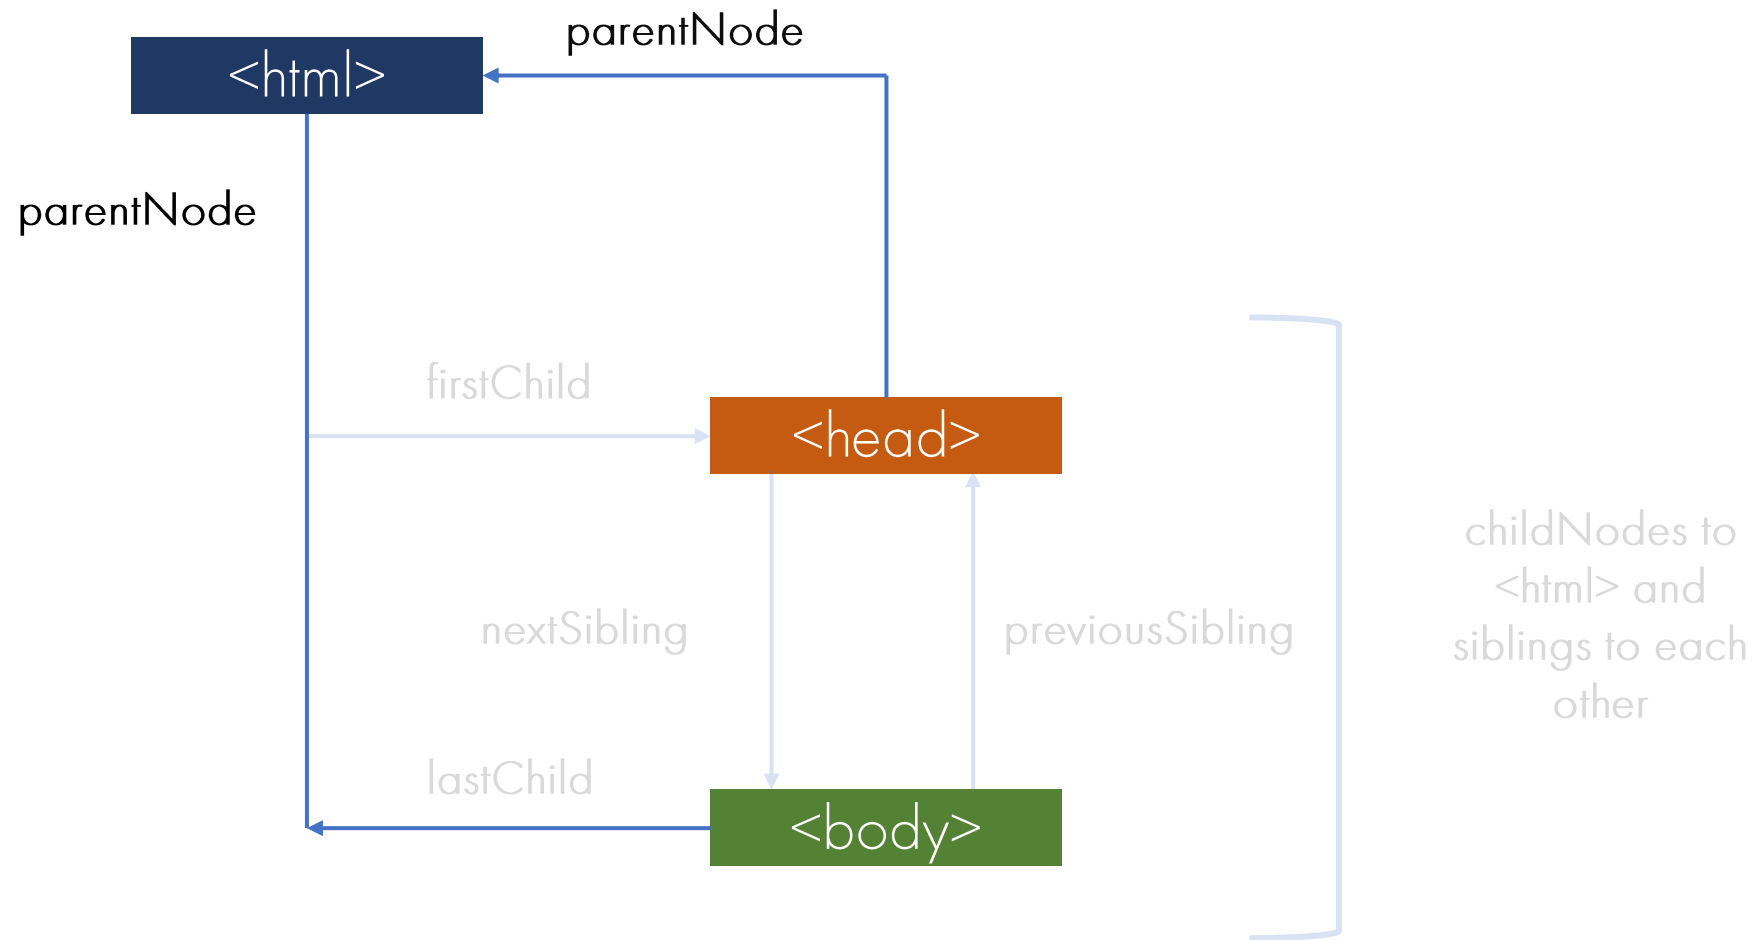 parentNode
<html>
parentNode
firstChild
<head>
childNodes to
<html> and
siblings to each
other
nextSibling
previousSibling
lastChild
<body>